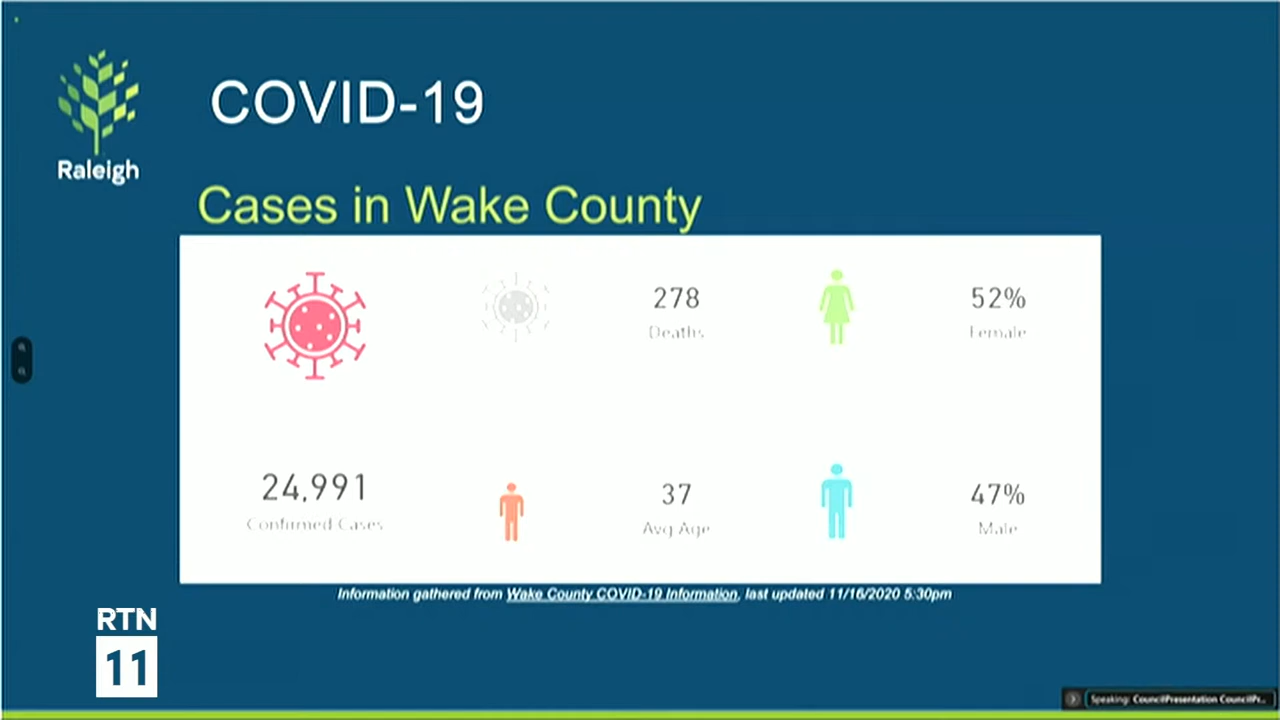 COVID-19
Raleigh
Cases in Wake County
278
Deaths
52%
Female
24,991
Confirmed Cases
37
Avg Age
47%
Male
Information gathered from Wake County COVID-19 Information, last updated 11/16/2020 5:30pm
RTN
11
Speaking: CouncilPresentation CouncilPr...